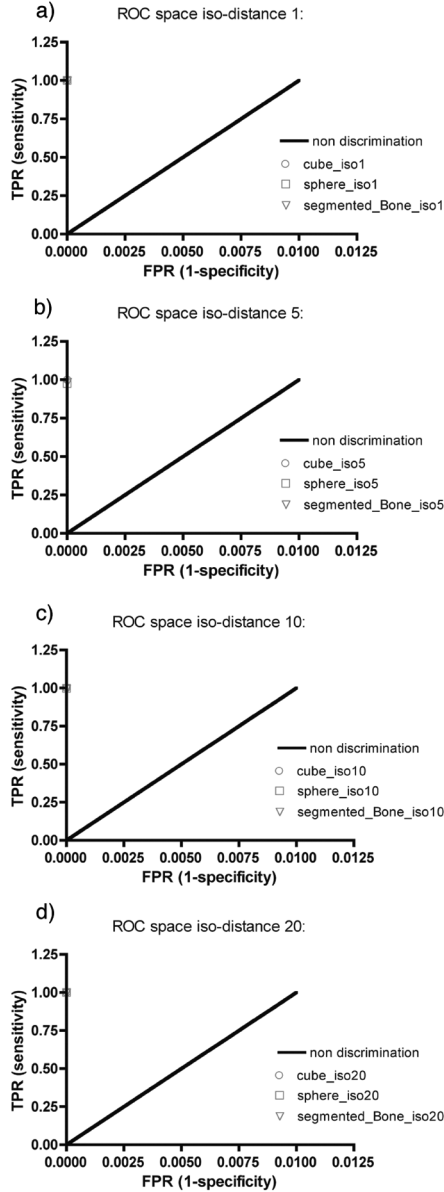 a)
ROC space iso-distance 1:
1.25
1.00
0.75
0.50
0.25
0.00
TPR (sensitivity)
non discrimination
cube_iso1
sphere_iso1
segmented_Bone_iso1
0.0000 0.0025 0.0050 0.0075 0.0100 0.0125
FPR (1-specificity)
b)
ROC space iso-distance 5:
1.25
1.00
0.75
0.50
0.25
0.00
TPR (sensitivity)
non discrimination
cube_iso5
sphere_iso5
segmented_Bone_iso5
0.0000 0.0025 0.0050 0.0075 0.0100 0.0125
FPR (1-specificity)
c)
ROC space iso-distance 10:
1.25
1.00
0.75
0.50
0.25
0.00
TPR (sensitivity)
non discrimination
cube_iso10
sphere_iso10
segmented_Bone_iso10
0.0000 0.0025 0.0050 0.0075 0.0100 0.0125
FPR (1-specificity)
d)
ROC space iso-distance 20:
1.25
1.00
0.75
0.50
0.25
0.00
TPR (sensitivity)
non discrimination
cube_iso20
sphere_iso20
segmented_Bone_iso20
0.0000 0.0025 0.0050 0.0075 0.0100 0.0125
FPR (1-specificity)